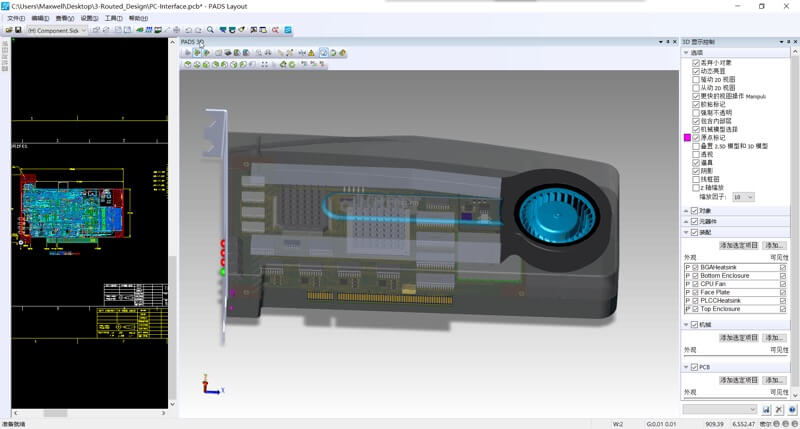 C:\Users\Maxwell\Desktop\3-Routed_Design\PC-Interface.pcb* - PADS Layout
文件(F) 编辑(E) 查看(V) 设置(S) 工具(T) 帮助(H)
(H) Component.Side
PADS 3D
3D 显示控制
选项
丢弃小对象
动态亮显
驱动 2D 视图
从动 2D 视图
更快的视图操作 Manipuli
胶粘标记
强制不透明
包含内部层
机械模型选择
原点标记
叠置 2.5D 模型和 3D 模型
透视
逼真
阴影
线框图
Z 轴缩放
缩放因子: 10
对象
元器件
装配
添加选定项目 添加...
外观 可见性
P BGAHeatsink
P Bottom Enclosure
P CPU Fan
P Face Plate
P PLCCHeatsink
P Top Enclosure
机械
添加选定项目 添加...
外观 可见性
PCB
添加选定项目 添加...
外观 可见性
Z
X
准备就绪
W:2 G:0.01 0.01 909.39 6,552.47 密尔